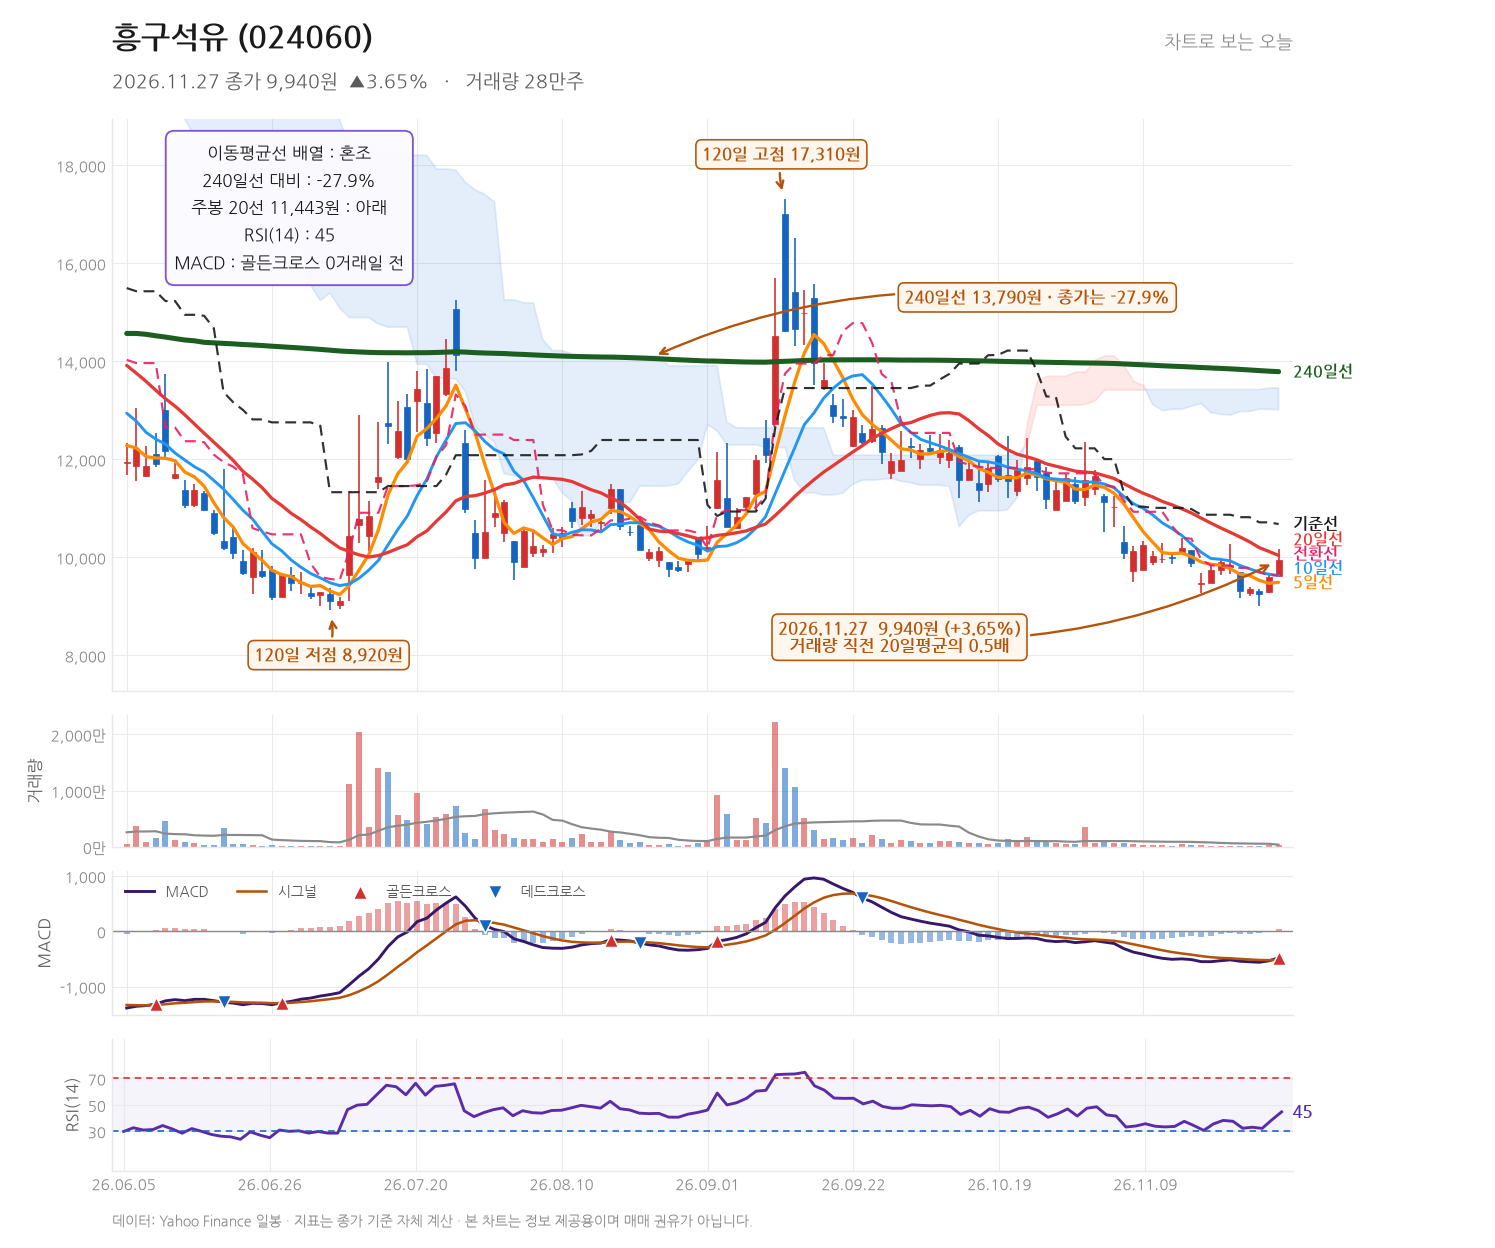 흥구석유 (024060)
차트로 보는 오늘
2026.11.27 종가 9,940원 ▲3.65% · 거래량 28만주
이동평균선 배열 : 혼조
240일선 대비 : -27.9%
주봉 20선 11,443원 : 아래
RSI(14) : 45
MACD : 골든크로스 0거래일 전
120일 고점 17,310원
240일선 13,790원 · 종가는 -27.9%
120일 저점 8,920원
2026.11.27 9,940원 (+3.65%)
거래량 직전 20일평균의 0.5배
18,000
16,000
14,000
12,000
10,000
8,000
240일선
기준선
20일선
전환선
10일선
5일선
거래량
2,000만
1,000만
0만
MACD
1,000
0
-1,000
MACD
시그널
골든크로스
데드크로스
RSI(14)
70
50
30
45
26.06.05
26.06.26
26.07.20
26.08.10
26.09.01
26.09.22
26.10.19
26.11.09
데이터: Yahoo Finance 일봉 · 지표는 종가 기준 자체 계산 · 본 차트는 정보 제공용이며 매매 권유가 아닙니다.